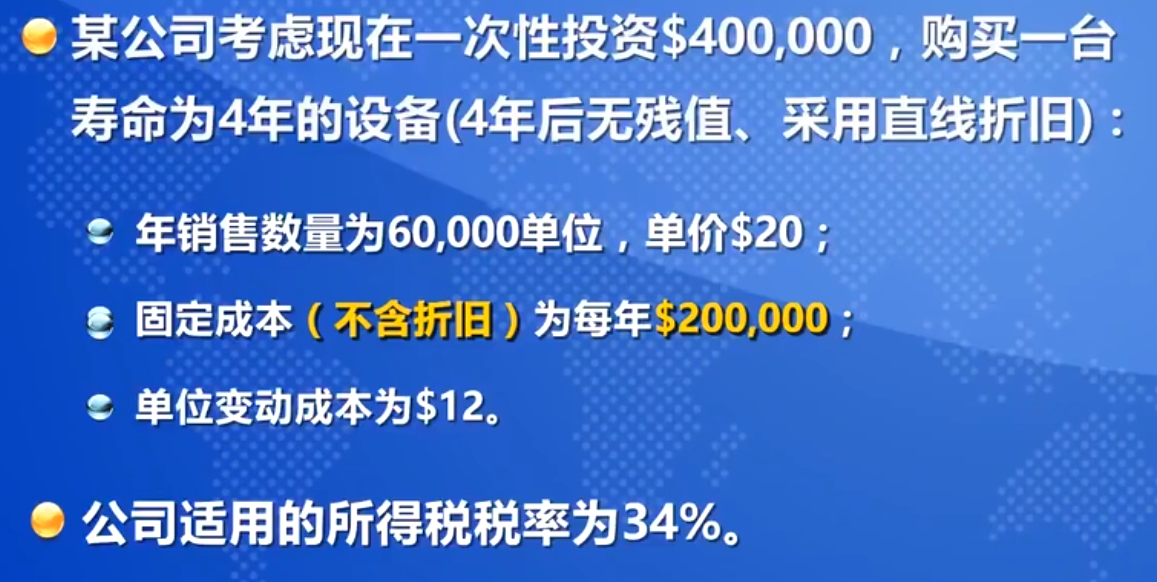 某公司考虑现在一次性投资$400,000，购买一台
寿命为4年的设备(4年后无残值、采用直线折旧)：
年销售数量为60,000单位，单价$20；
固定成本（不含折旧）为每年$200,000；
单位变动成本为$12。
公司适用的所得税税率为34%。